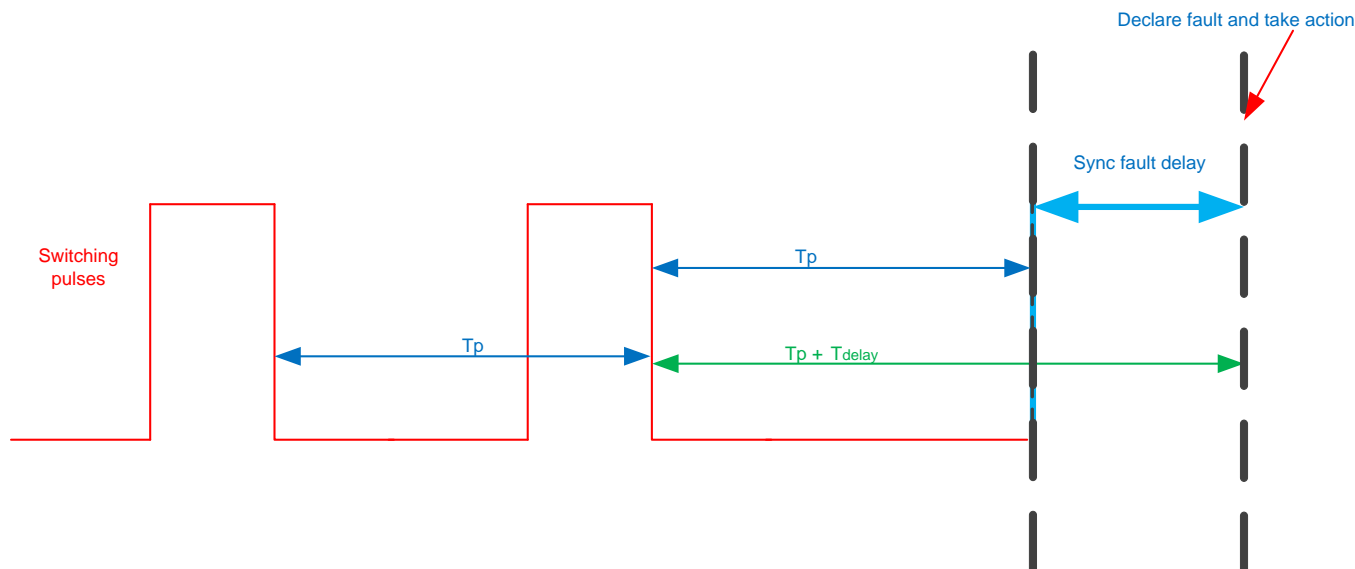 Declare fault and take action
Sync fault delay
Switching
pulses
Tp
Tp
Tp + Tdelay